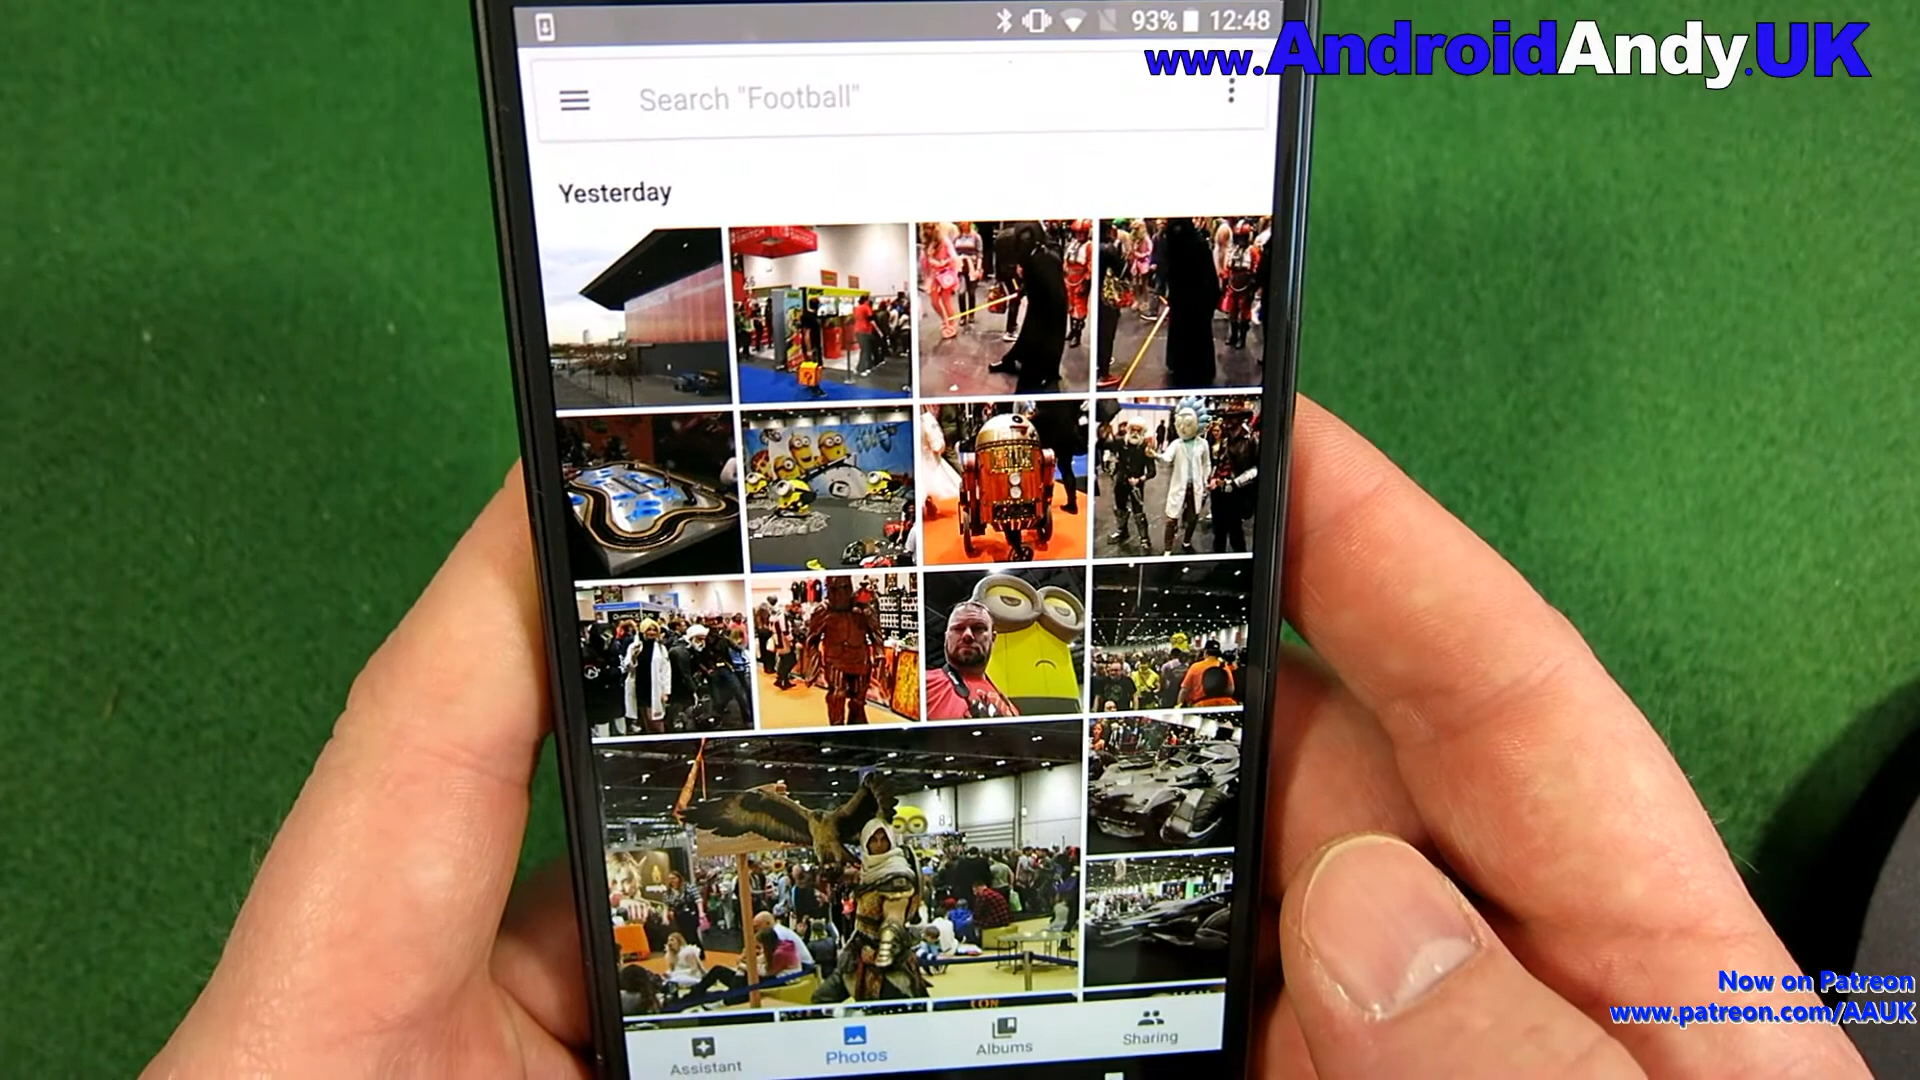 93% 12:48
www.AndroidAndy.UK
Search "Football"
Yesterday
Assistant
Photos
Albums
Sharing
Now on Patreon
www.patreon.com/AAUK